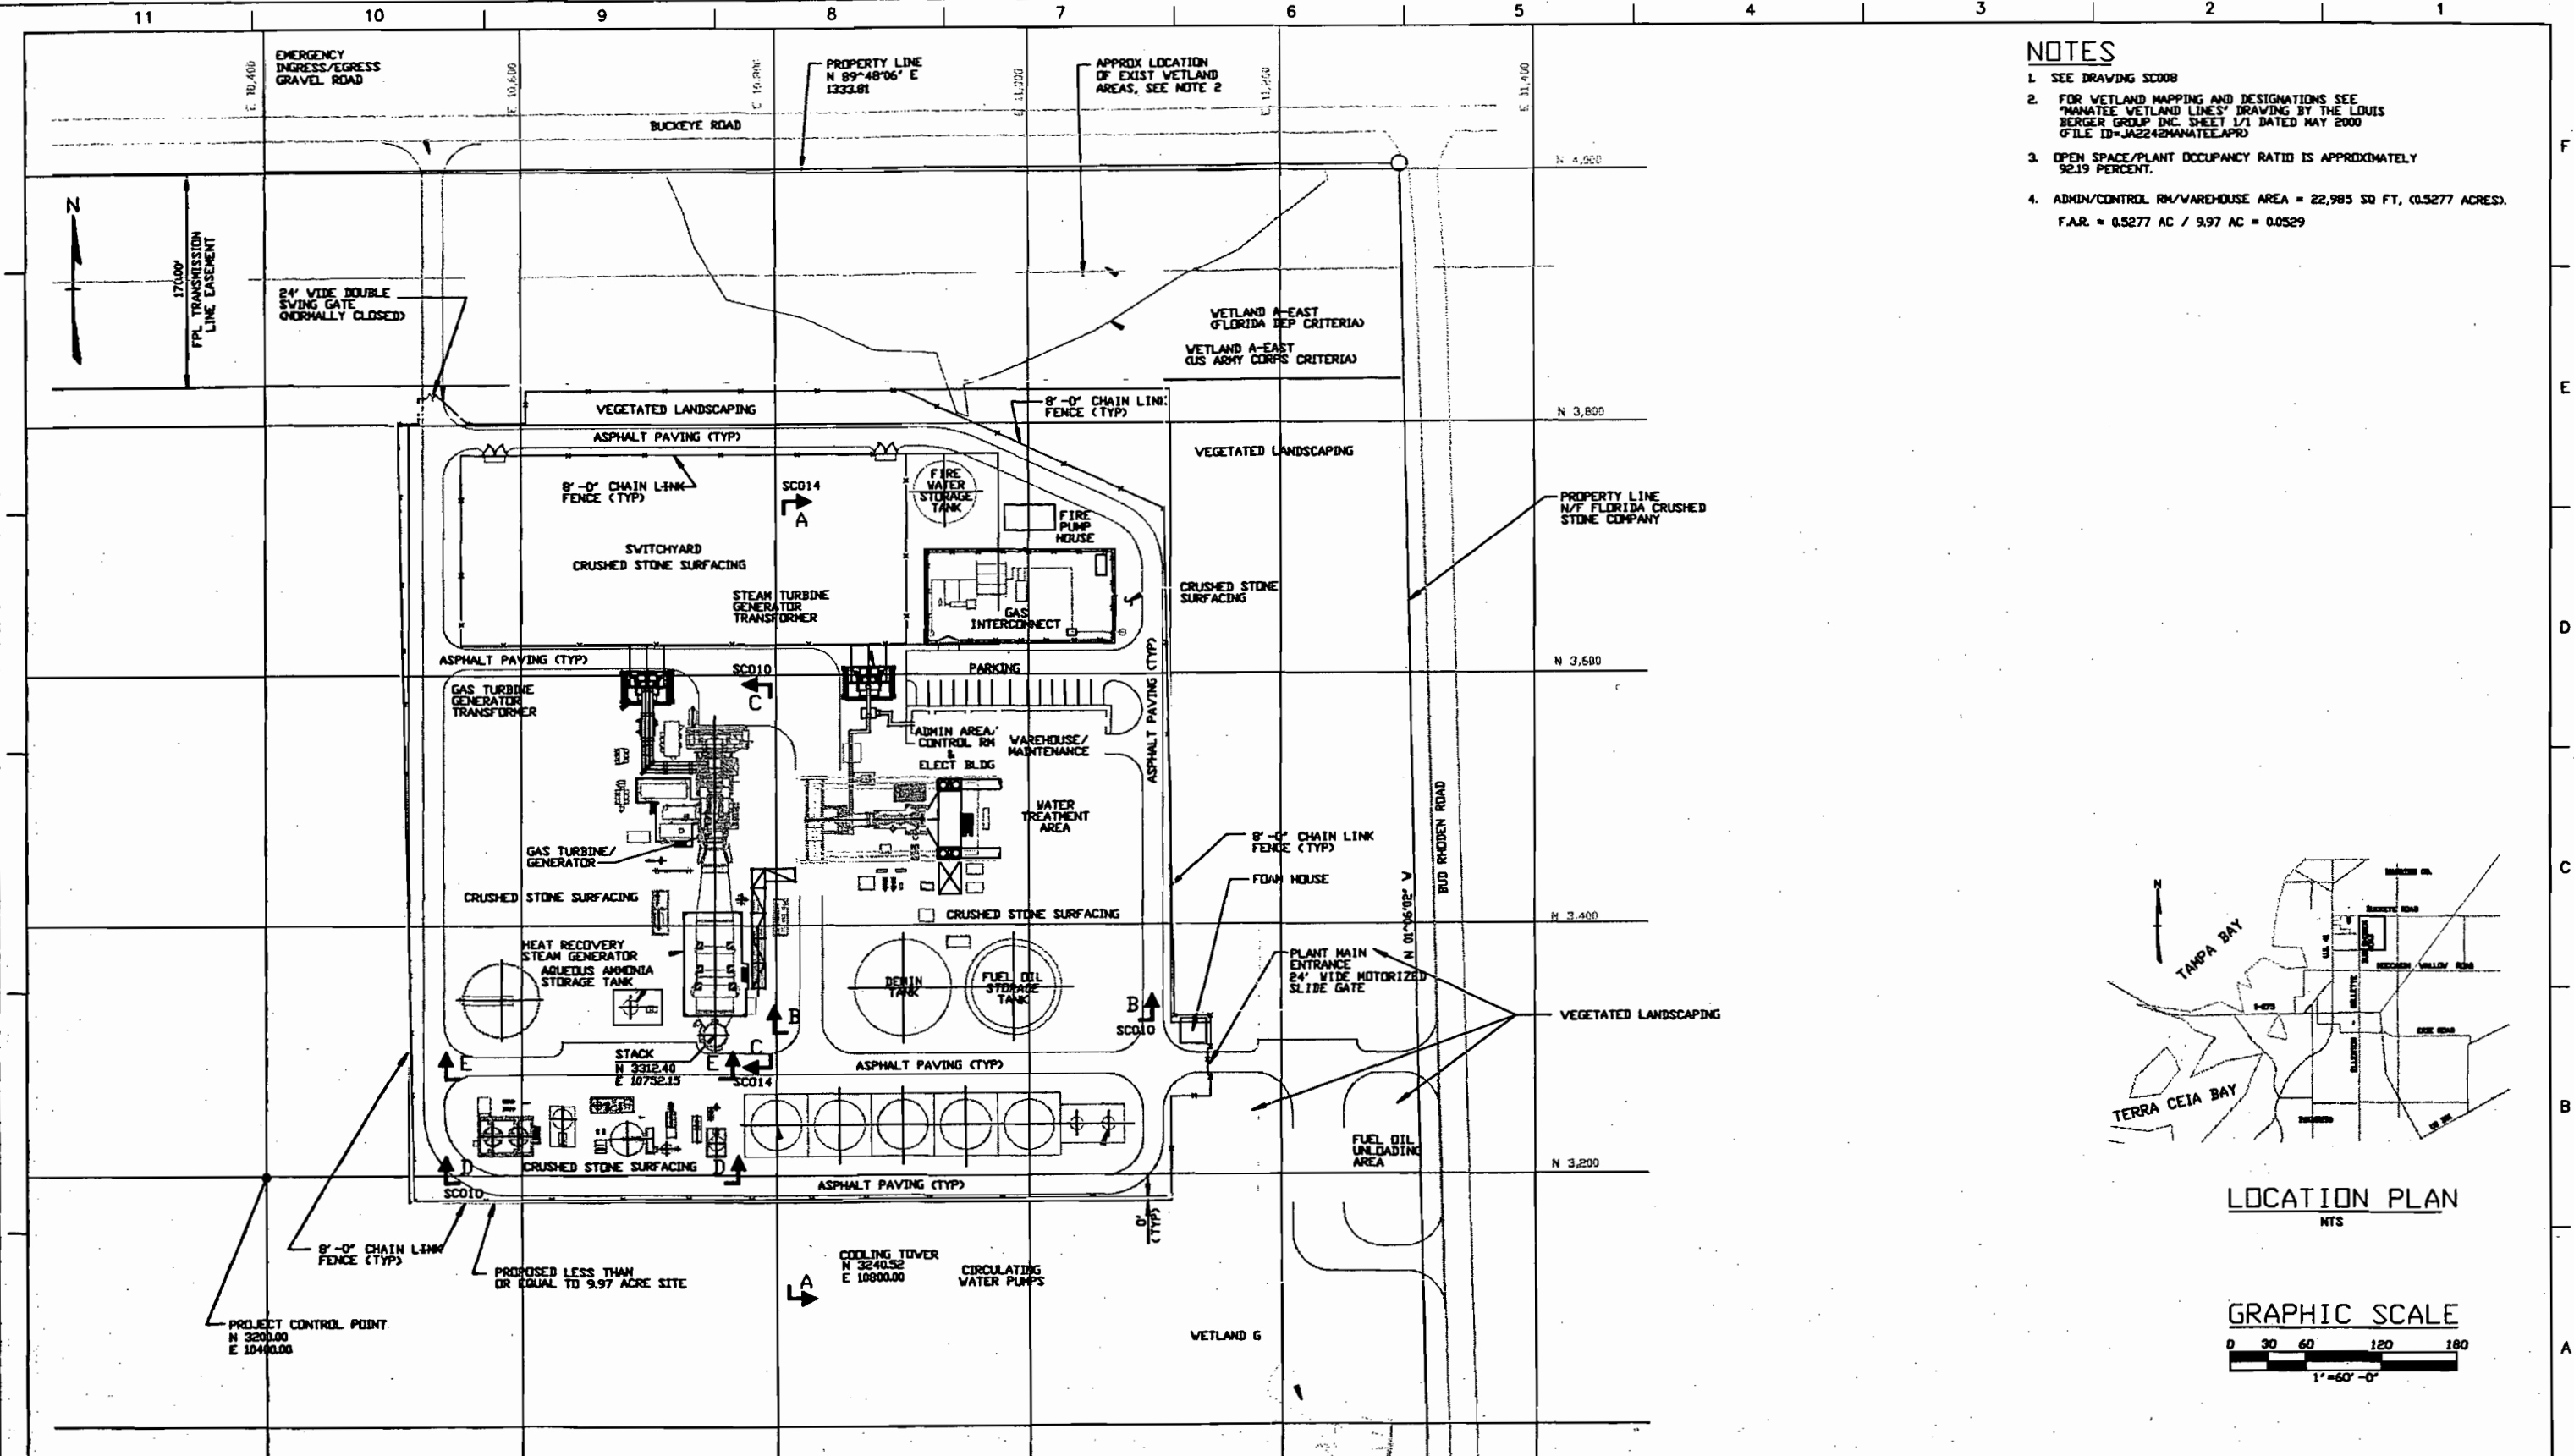 11 10 9 8 7 6 5 4 3 2 1
EMERGENCY
INGRESS/EGRESS
GRAVEL ROAD
E 10,400
E 10,600
PROPERTY LINE
N 89°48'06" E
1333.81
APPROX LOCATION
OF EXIST WETLAND
AREAS, SEE NOTE 2
E 11,000
E 11,200
E 11,400
BUCKEYE ROAD
NOTES
1. SEE DRAWING SC008
2. FOR WETLAND MAPPING AND DESIGNATIONS SEE
"MANATEE WETLAND LINES" DRAWING BY THE LOUIS
BERGER GROUP INC. SHEET 1/1 DATED MAY 2000
(FILE ID=JA2242MANATEE.APR)
3. OPEN SPACE/PLANT OCCUPANCY RATIO IS APPROXIMATELY
92.19 PERCENT.
4. ADMIN/CONTROL RM/WAREHOUSE AREA = 22,985 SQ FT, (0.5277 ACRES).
F.A.R. = 0.5277 AC / 9.97 AC = 0.0529
F
N 4,000
N
170.00'
FPL TRANSMISSION
LINE EASEMENT
24' WIDE DOUBLE
SWING GATE
(NORMALLY CLOSED)
WETLAND A-EAST
(FLORIDA DEP CRITERIA)
WETLAND A-EAST
(US ARMY CORPS CRITERIA)
E
VEGETATED LANDSCAPING
8'-0" CHAIN LINK
FENCE (TYP)
N 3,800
ASPHALT PAVING (TYP)
VEGETATED LANDSCAPING
8'-0" CHAIN LINK
FENCE (TYP)
SC014
A
FIRE
WATER
STORAGE
TANK
FIRE
PUMP
HOUSE
PROPERTY LINE
N/F FLORIDA CRUSHED
STONE COMPANY
SWITCHYARD
CRUSHED STONE SURFACING
STEAM TURBINE
GENERATOR
TRANSFORMER
GAS
INTERCONNECT
CRUSHED STONE
SURFACING
D
ASPHALT PAVING (TYP)
SC010
C
PARKING
ASPHALT PAVING (TYP)
N 3,600
GAS TURBINE
GENERATOR
TRANSFORMER
ADMIN AREA/
CONTROL RM
&
ELECT BLDG
WAREHOUSE/
MAINTENANCE
WATER
TREATMENT
AREA
BUD RHODEN ROAD
GAS TURBINE/
GENERATOR
8'-0" CHAIN LINK
FENCE (TYP)
FOAM HOUSE
C
CRUSHED STONE SURFACING
CRUSHED STONE SURFACING
N 01°06'02" W
N 3,400
HEAT RECOVERY
STEAM GENERATOR
AQUEOUS AMMONIA
STORAGE TANK
DEMIN
TANK
FUEL OIL
STORAGE
TANK
PLANT MAIN
ENTRANCE
24' WIDE MOTORIZED
SLIDE GATE
B
B
SC010
VEGETATED LANDSCAPING
STACK
N 3312.40
E 10752.15
E
E
C
SC014
ASPHALT PAVING (TYP)
CRUSHED STONE SURFACING
D
D
SC010
ASPHALT PAVING (TYP)
FUEL OIL
UNLOADING
AREA
N 3,200
B
0'
(TYP)
8'-0" CHAIN LINK
FENCE (TYP)
PROPOSED LESS THAN
OR EQUAL TO 9.97 ACRE SITE
A
COOLING TOWER
N 3240.52
E 10800.00
CIRCULATING
WATER PUMPS
PROJECT CONTROL POINT
N 3200.00
E 10400.00
WETLAND G
N
TAMPA BAY
TERRA CEIA BAY
BUCKEYE ROAD
U.S. 41
I-275
LOCATION PLAN
NTS
GRAPHIC SCALE
0 30 60 120 180
1"=60'-0"
A